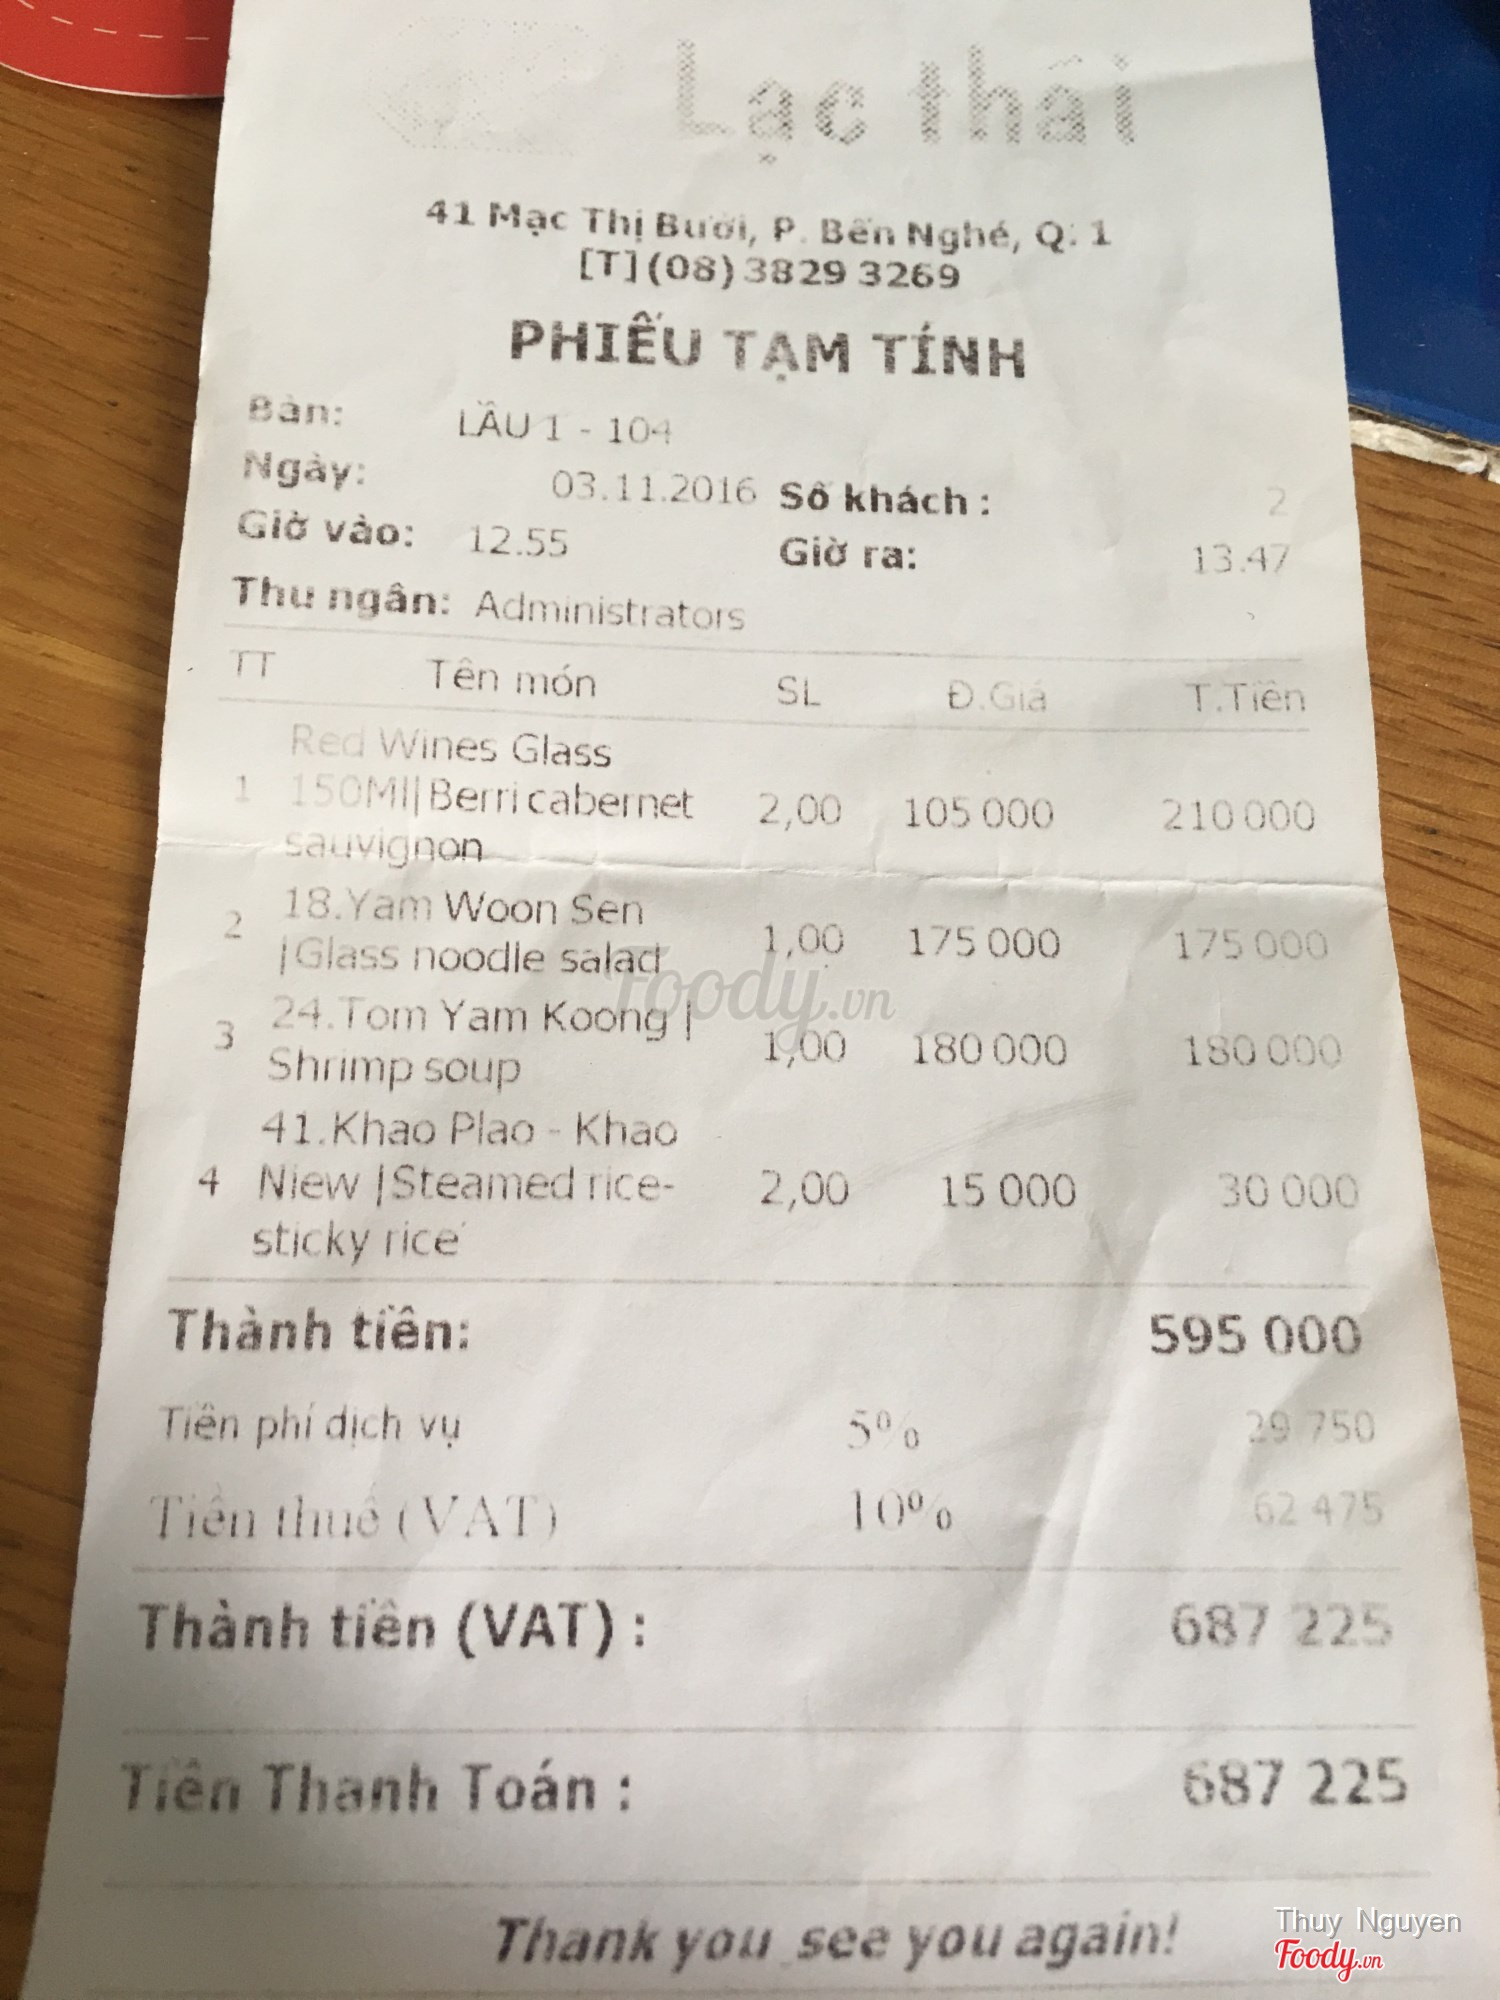 Lạc thái
41 Mạc Thị Bưởi, P. Bến Nghé, Q. 1
[T] (08) 3829 3269
PHIẾU TẠM TÍNH
Bàn: LẦU 1 - 104
Ngày: 03.11.2016 Số khách : 2
Giờ vào: 12.55 Giờ ra: 13.47
Thu ngân: Administrators
TT Tên món SL Đ.Giá T.Tiền
Red Wines Glass
1 150Ml|Berri cabernet 2,00 105 000 210 000
sauvignon
2 18.Yam Woon Sen 1,00 175 000 175 000
|Glass noodle salad
3 24.Tom Yam Koong | 1,00 180 000 180 000
Shrimp soup
41.Khao Plao - Khao
4 Niew |Steamed rice- 2,00 15 000 30 000
sticky rice
Thành tiền: 595 000
Tiền phí dịch vụ 5% 29 750
Tiền thuế (VAT) 10% 62 475
Thành tiền (VAT) : 687 225
Tiền Thanh Toán : 687 225
Thank you see you again!
Foody.vn
Thuy Nguyen
Foody.vn